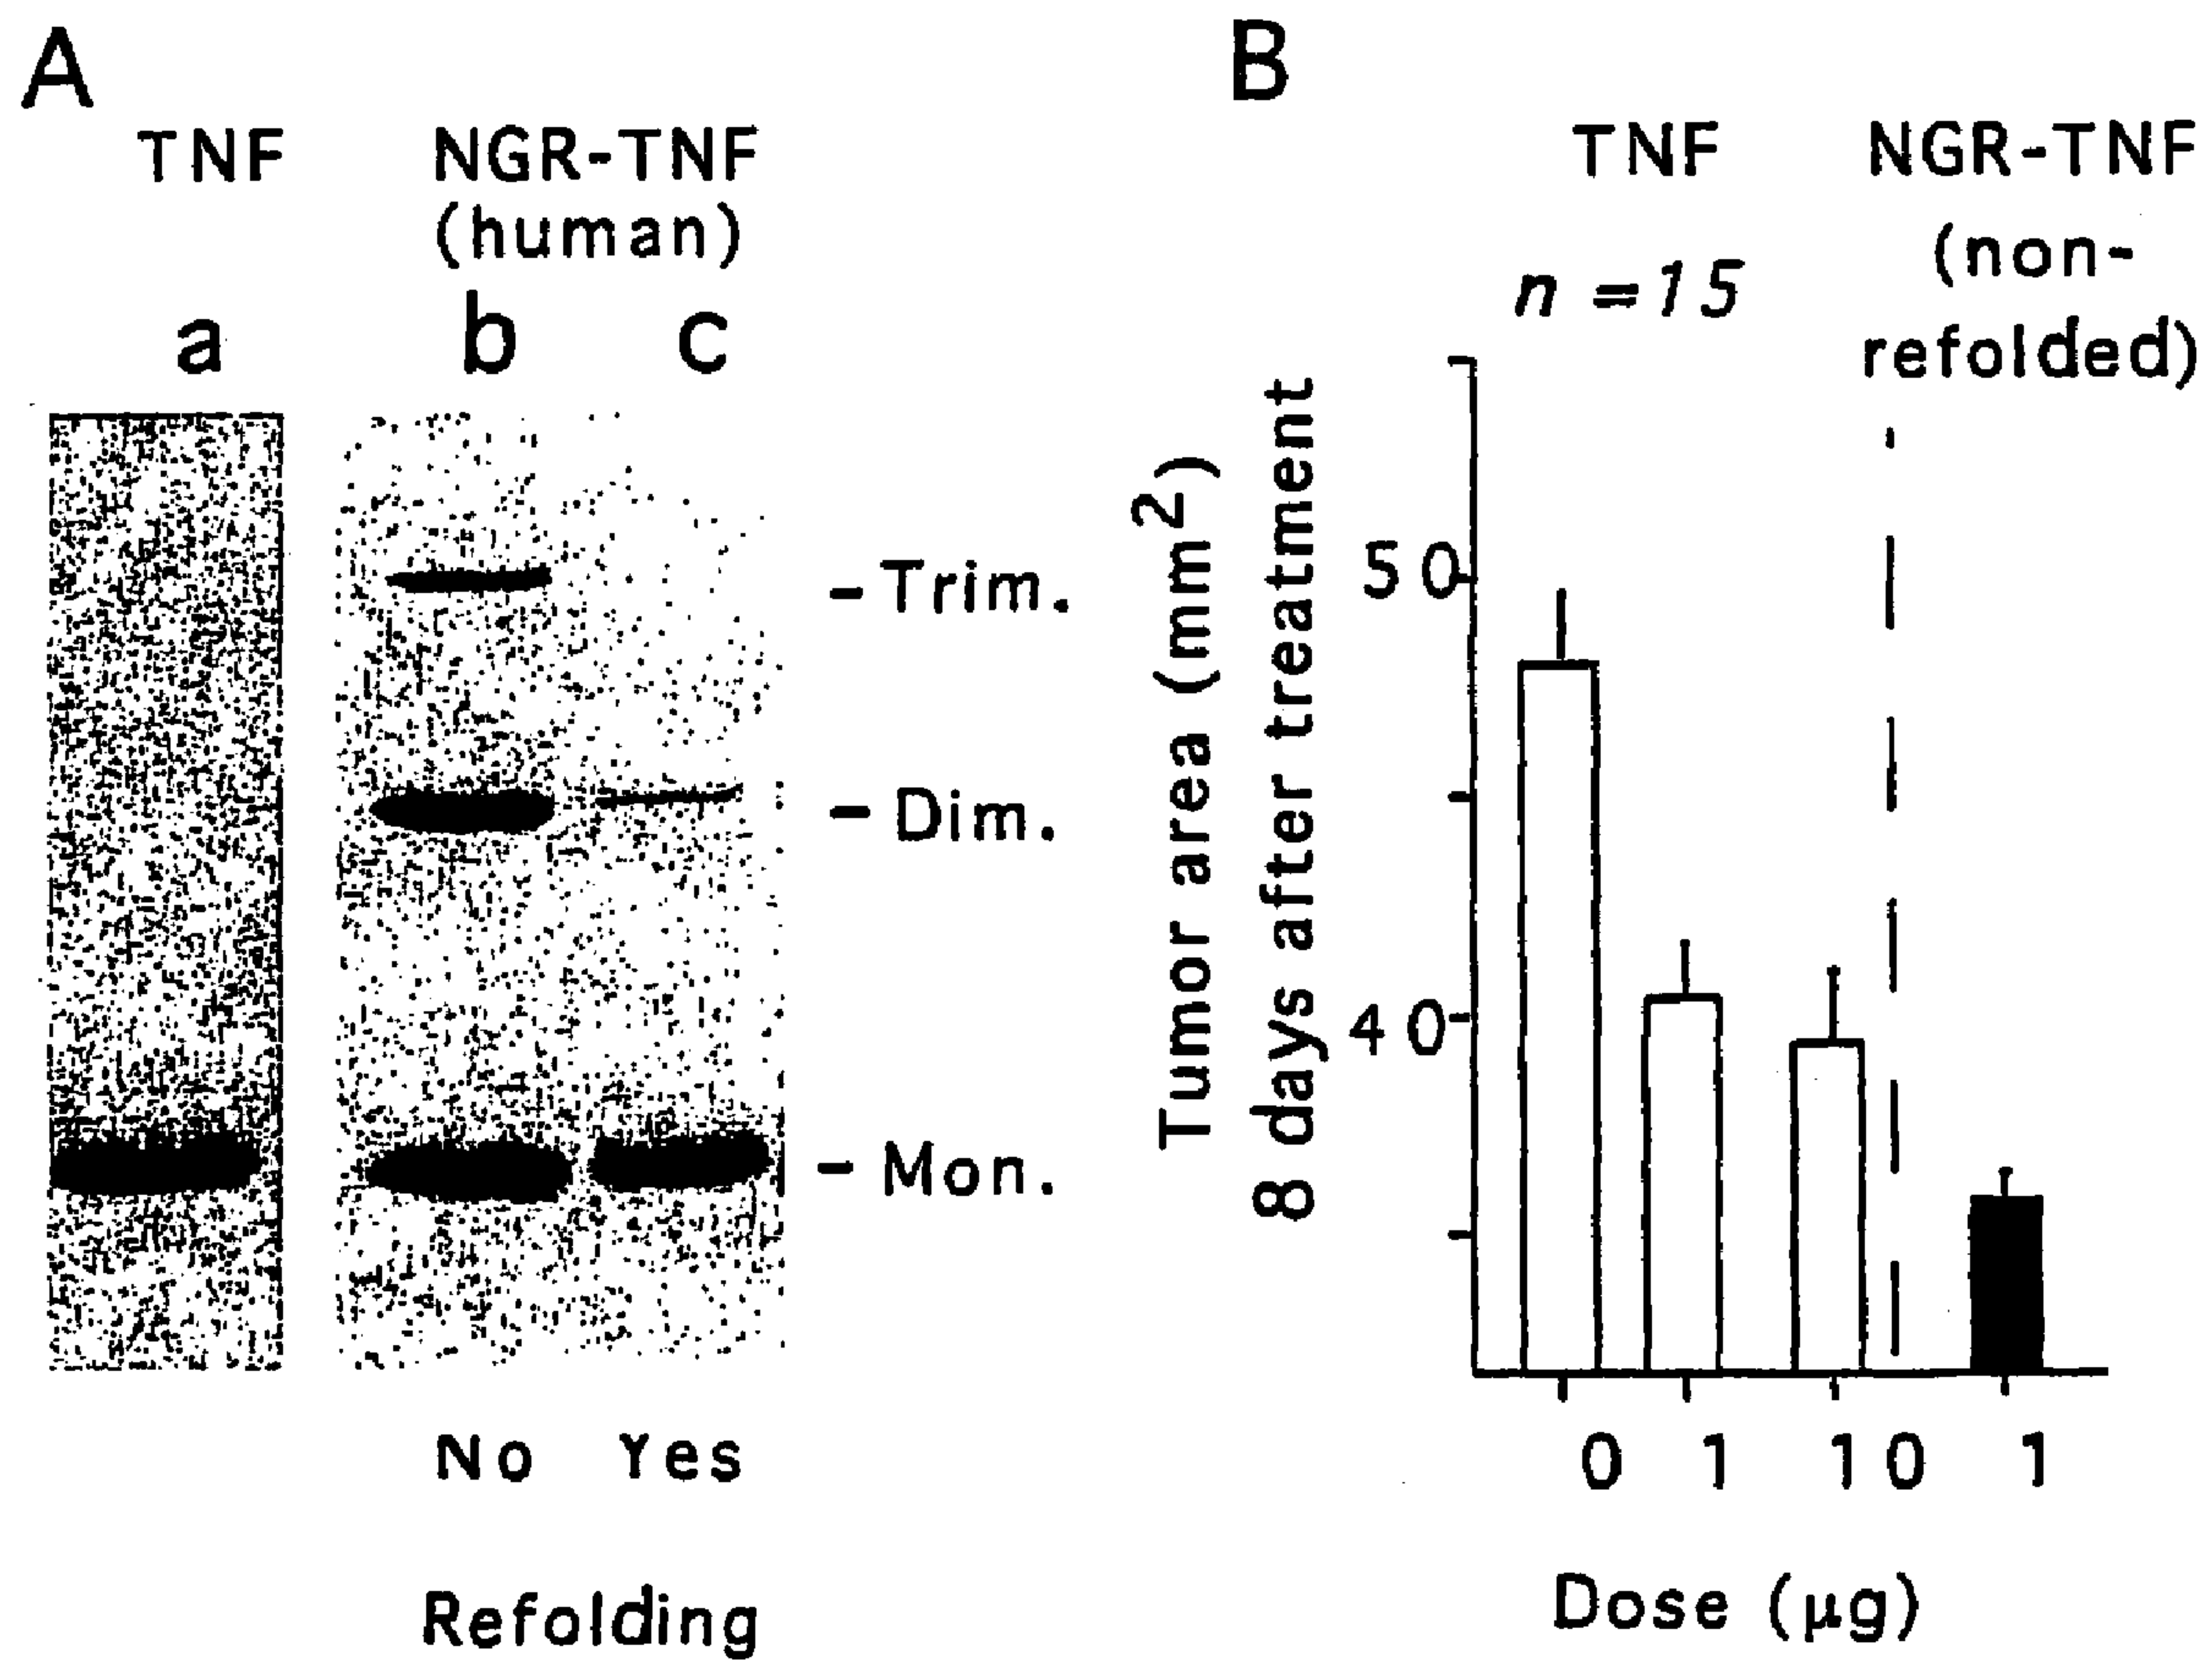 A
TNF
NGR-TNF
(human)
a
b
c
- Trim.
- Dim.
- Mon.
No Yes
Refolding
B
TNF
NGR-TNF
(non-
refolded)
n =15
Tumor area (mm²)
8 days after treatment
50
40
0 1 10 1
Dose (µg)